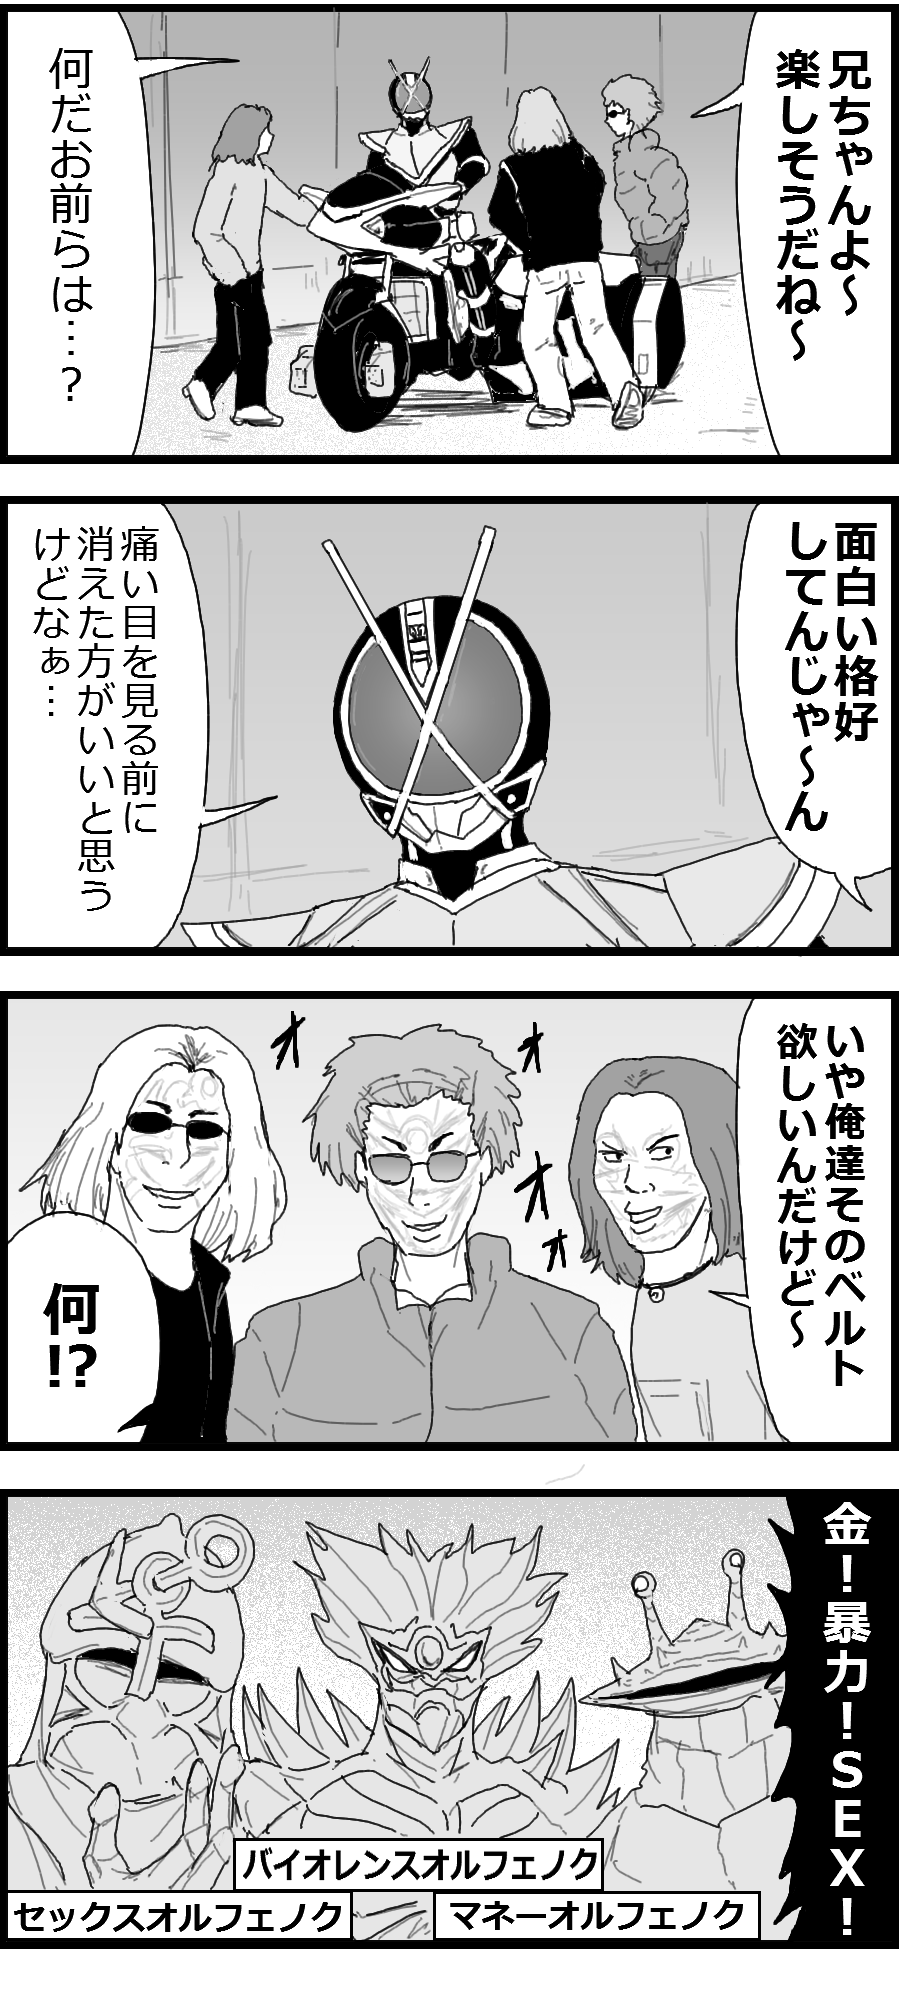 兄ちゃんよ～
楽しそうだね～
何だお前らは…?
面白い格好
してんじゃ～ん
痛い目を見る前に
消えた方がいいと思う
けどなぁ…
いや俺達そのベルト
欲しいんだけど～
オ
オ
オ
オ
何!?
金！暴力！SEX！
バイオレンスオルフェノク
セックスオルフェノク
マネーオルフェノク